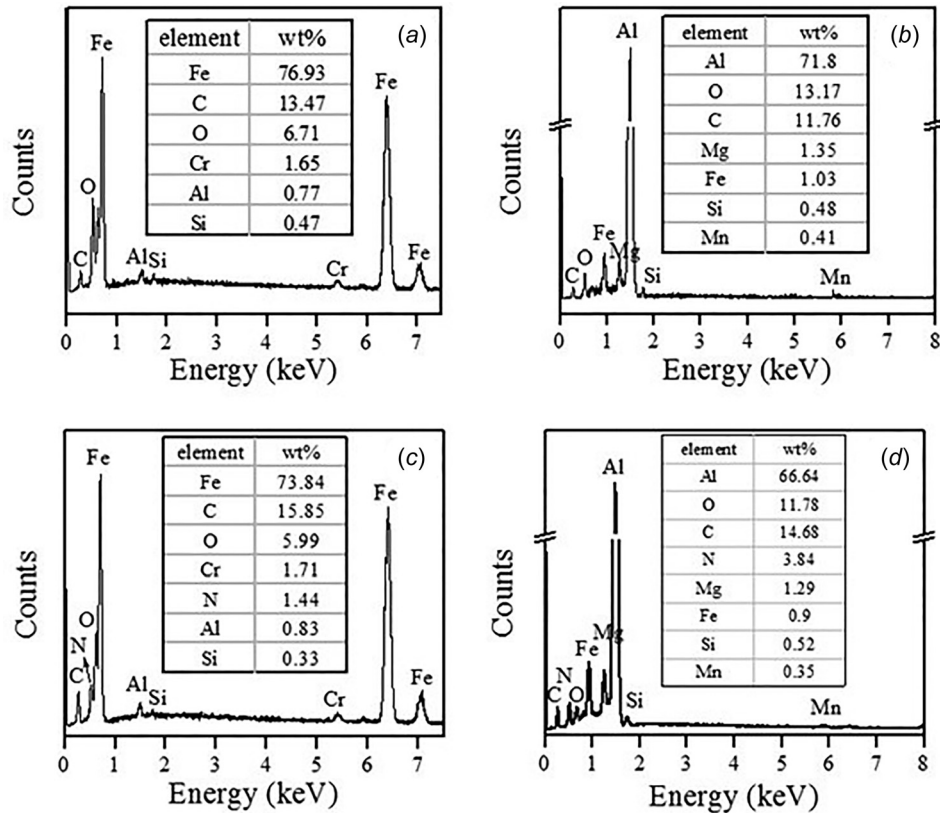 (a)
element wt%
Fe 76.93
C 13.47
O 6.71
Cr 1.65
Al 0.77
Si 0.47
Fe
O
C
Al
Si
Cr
Fe
Fe
Counts
0 1 2 3 4 5 6 7
Energy (keV)
(b)
element wt%
Al 71.8
O 13.17
C 11.76
Mg 1.35
Fe 1.03
Si 0.48
Mn 0.41
Al
C
O
Fe
Mg
Si
Mn
Counts
0 1 2 3 4 5 6 7 8
Energy (keV)
(c)
element wt%
Fe 73.84
C 15.85
O 5.99
Cr 1.71
N 1.44
Al 0.83
Si 0.33
Fe
O
N
C
Al
Si
Cr
Fe
Fe
Counts
0 1 2 3 4 5 6 7
Energy (keV)
(d)
element wt%
Al 66.64
O 11.78
C 14.68
N 3.84
Mg 1.29
Fe 0.9
Si 0.52
Mn 0.35
Al
C
N
O
Fe
Mg
Si
Mn
Counts
0 1 2 3 4 5 6 7 8
Energy (keV)